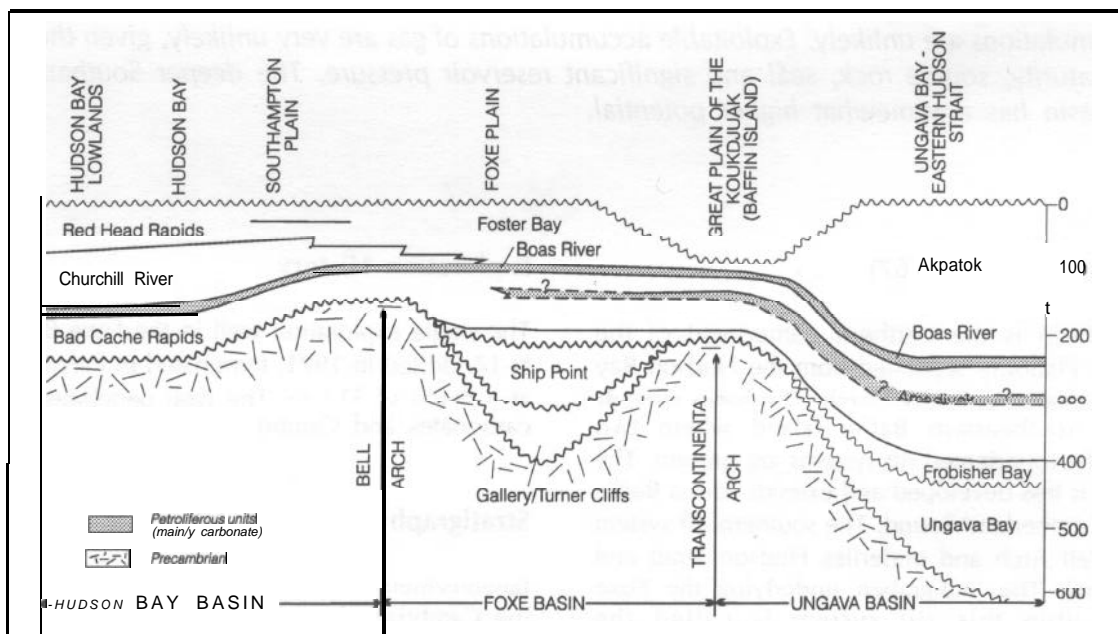 HUDSON BAY
LOWLANDS
HUDSON BAY
SOUTHAMPTON
PLAIN
FOXE PLAIN
GREAT PLAIN OF THE
KOUKDJUAK
(BAFFIN ISLAND)
UNGAVA BAY -
EASTERN HUDSON
STRAIT
0
Red Head Rapids
Foster Bay
Boas River
Churchill River
Akpatok
100
?
t
Bad Cache Rapids
Boas River
200
Ship Point
?
?
Frobisher Bay
400
BELL
ARCH
TRANSCONTINENTA
ARCH
Gallery/Turner Cliffs
Ungava Bay
500
Petroliferous units
(main/y carbonate)
Precambrian
600
-HUDSON BAY BASIN
FOXE BASIN
UNGAVA BASIN